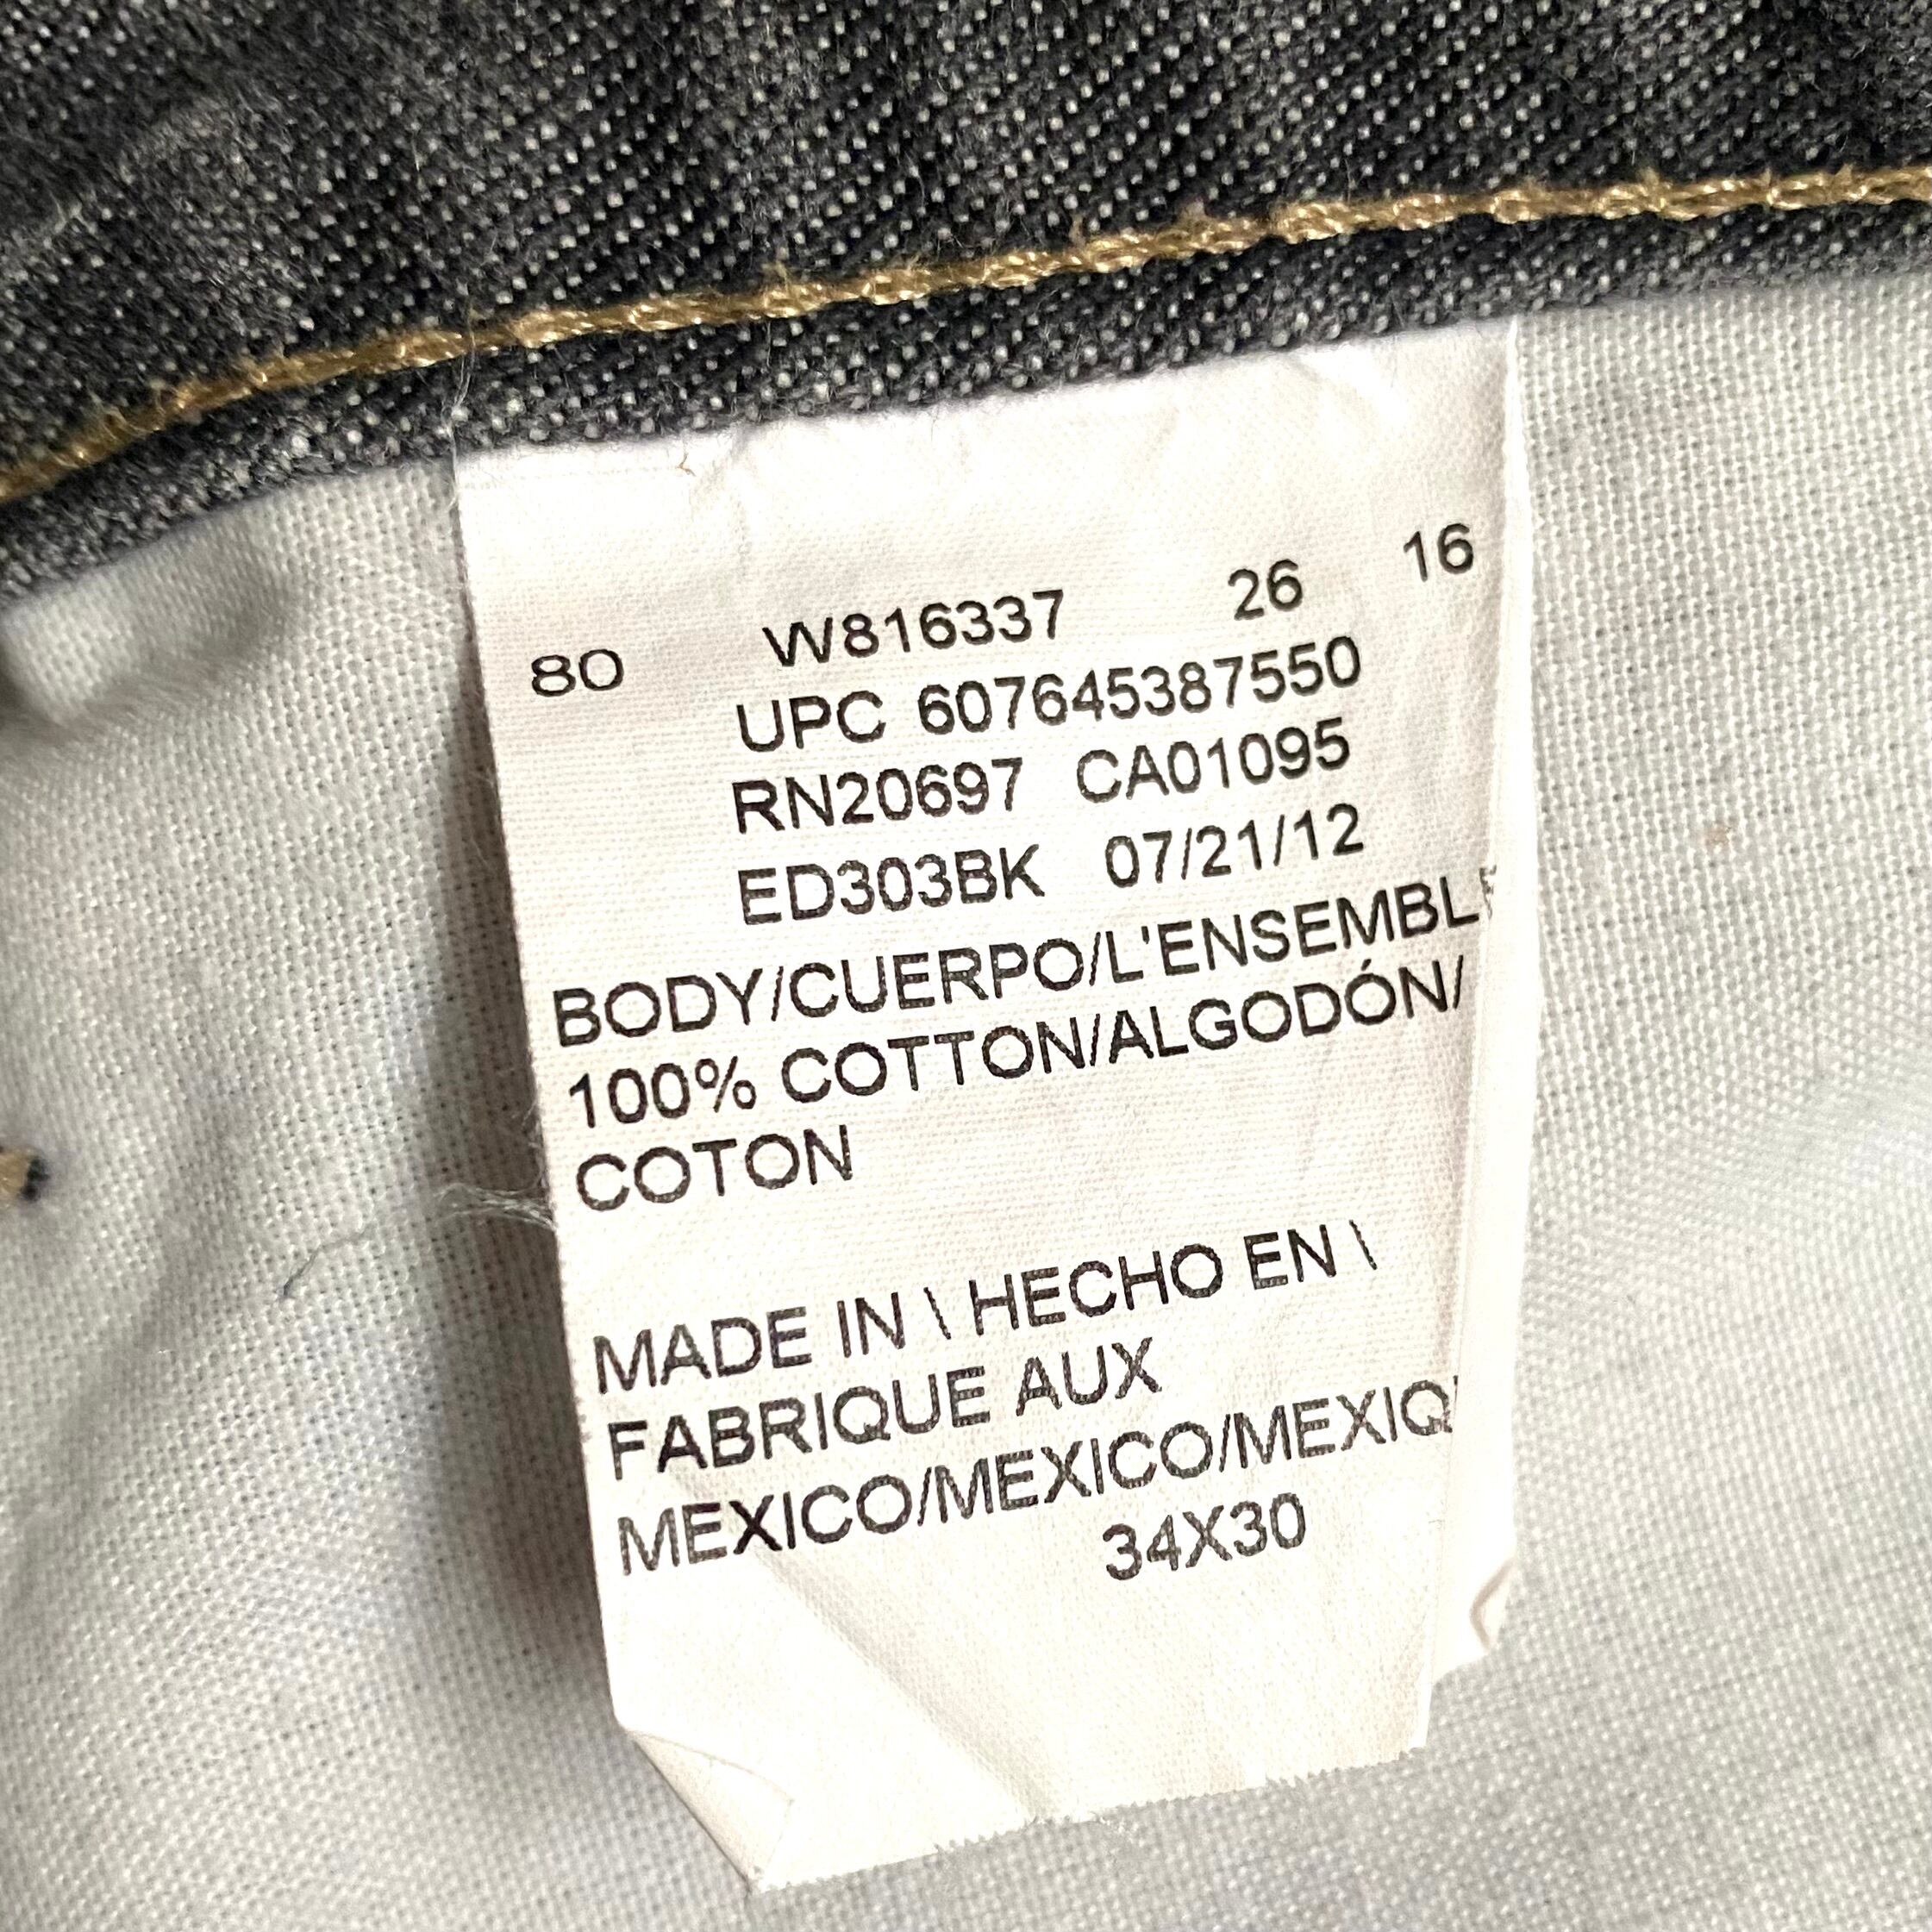 80 W816337 26 16
UPC 607645387550
RN20697 CA01095
ED303BK 07/21/12
BODY/CUERPO/L'ENSEMBLE
100% COTTON/ALGODÓN/
COTON
MADE IN \ HECHO EN \
FABRIQUE AUX
MEXICO/MEXICO/MEXIQ
34X30